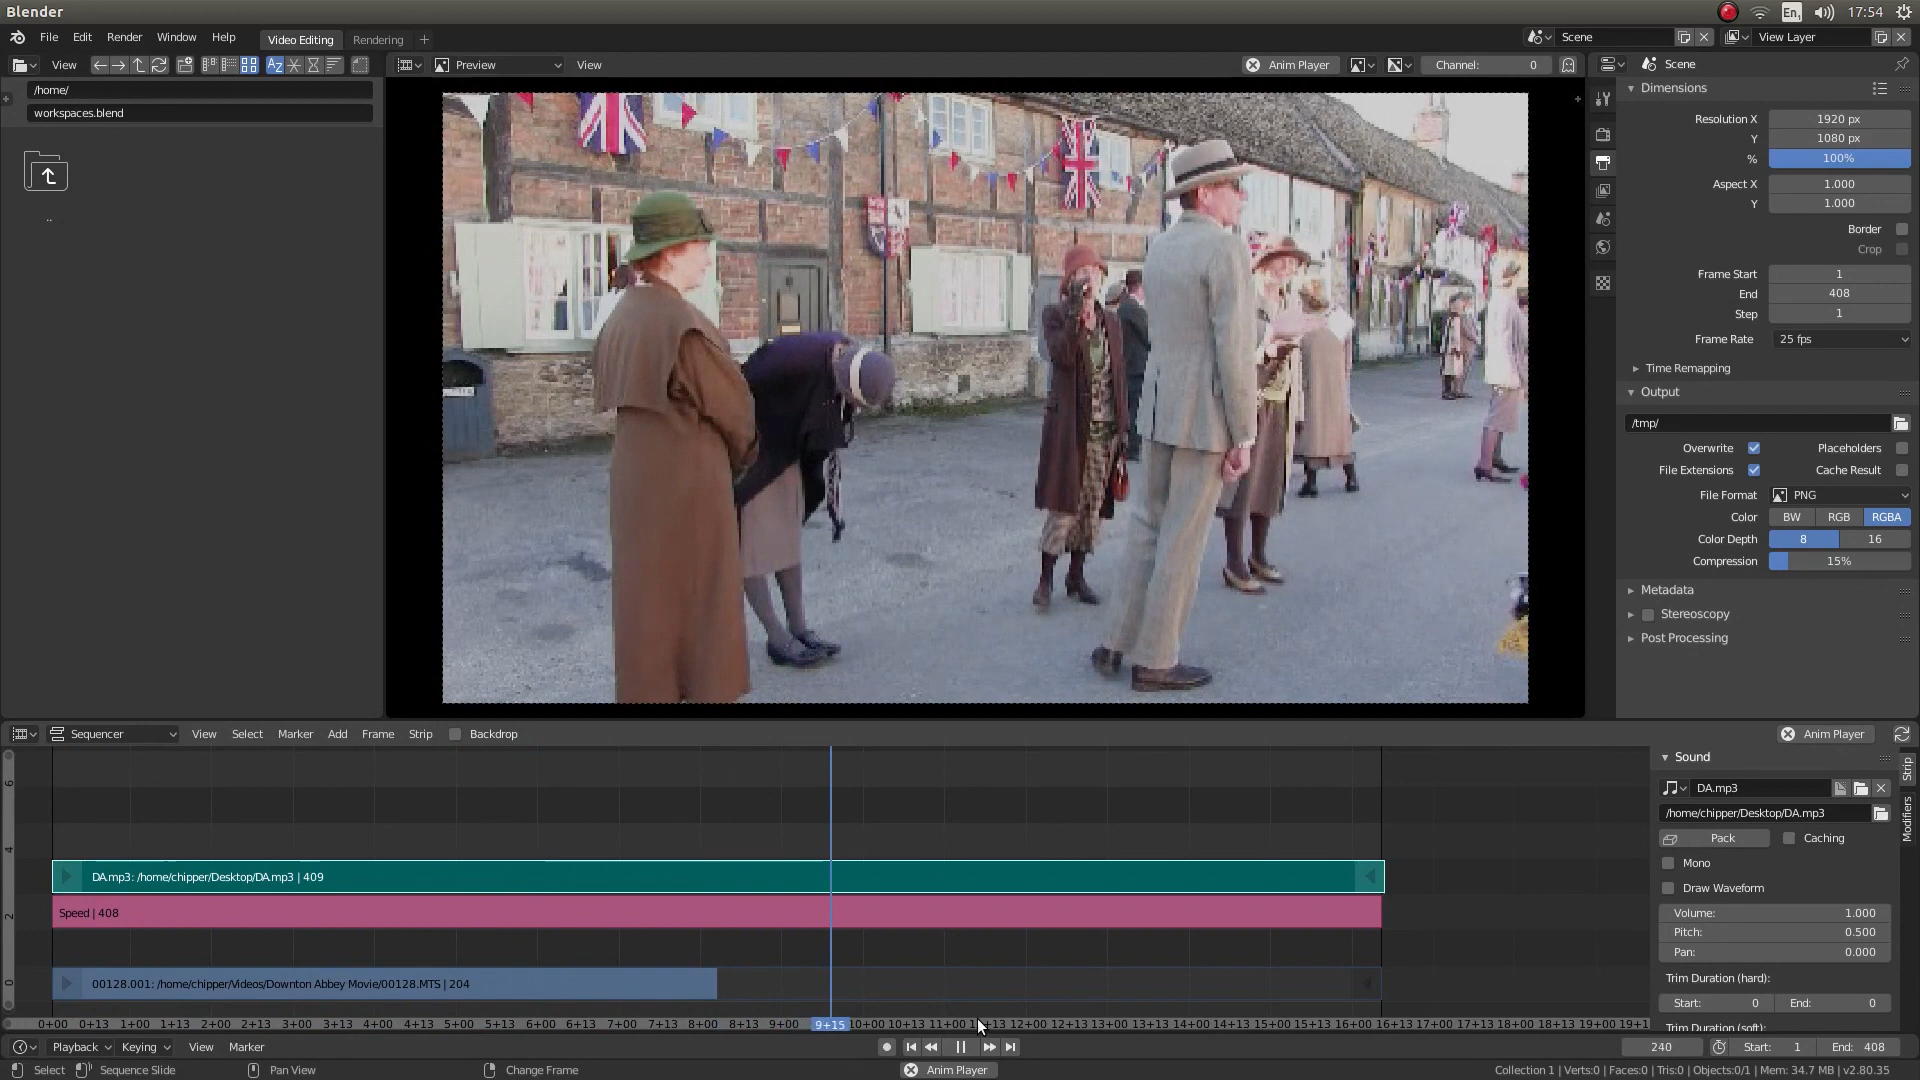 Blender
En1
17:54
File Edit Render Window Help
Video Editing
Rendering
+
Scene
View Layer
View
Preview
View
Anim Player
Channel: 0
Scene
/home/
workspaces.blend
..
Dimensions
Resolution X 1920 px
Y 1080 px
% 100%
Aspect X 1.000
Y 1.000
Border
Crop
Frame Start 1
End 408
Step 1
Frame Rate 25 fps
Time Remapping
Output
/tmp/
Overwrite Placeholders
File Extensions Cache Result
File Format PNG
Color BW RGB RGBA
Color Depth 8 16
Compression 15%
Metadata
Stereoscopy
Post Processing
Sequencer View Select Marker Add Frame Strip Backdrop
Anim Player
6
4
2
0
DA.mp3: /home/chipper/Desktop/DA.mp3 | 409
Speed | 408
00128.001: /home/chipper/Videos/Downton Abbey Movie/00128.MTS | 204
Sound
Strip
Modifiers
DA.mp3
/home/chipper/Desktop/DA.mp3
Pack Caching
Mono
Draw Waveform
Volume: 1.000
Pitch: 0.500
Pan: 0.000
Trim Duration (hard):
Start: 0 End: 0
Trim Duration (soft):
0+00 0+13 1+00 1+13 2+00 2+13 3+00 3+13 4+00 4+13 5+00 5+13 6+00 6+13 7+00 7+13 8+00 8+13 9+00 9+15 10+00 10+13 11+00 11+13 12+00 12+13 13+00 13+13 14+00 14+13 15+00 15+13 16+00 16+13 17+00 17+13 18+00 18+13 19+00 19+1
Playback Keying View Marker
240 Start: 1 End: 408
Select Sequence Slide Pan View Change Frame
Anim Player
Collection 1 | Verts:0 | Faces:0 | Tris:0 | Objects:0/1 | Mem: 34.7 MB | v2.80.35